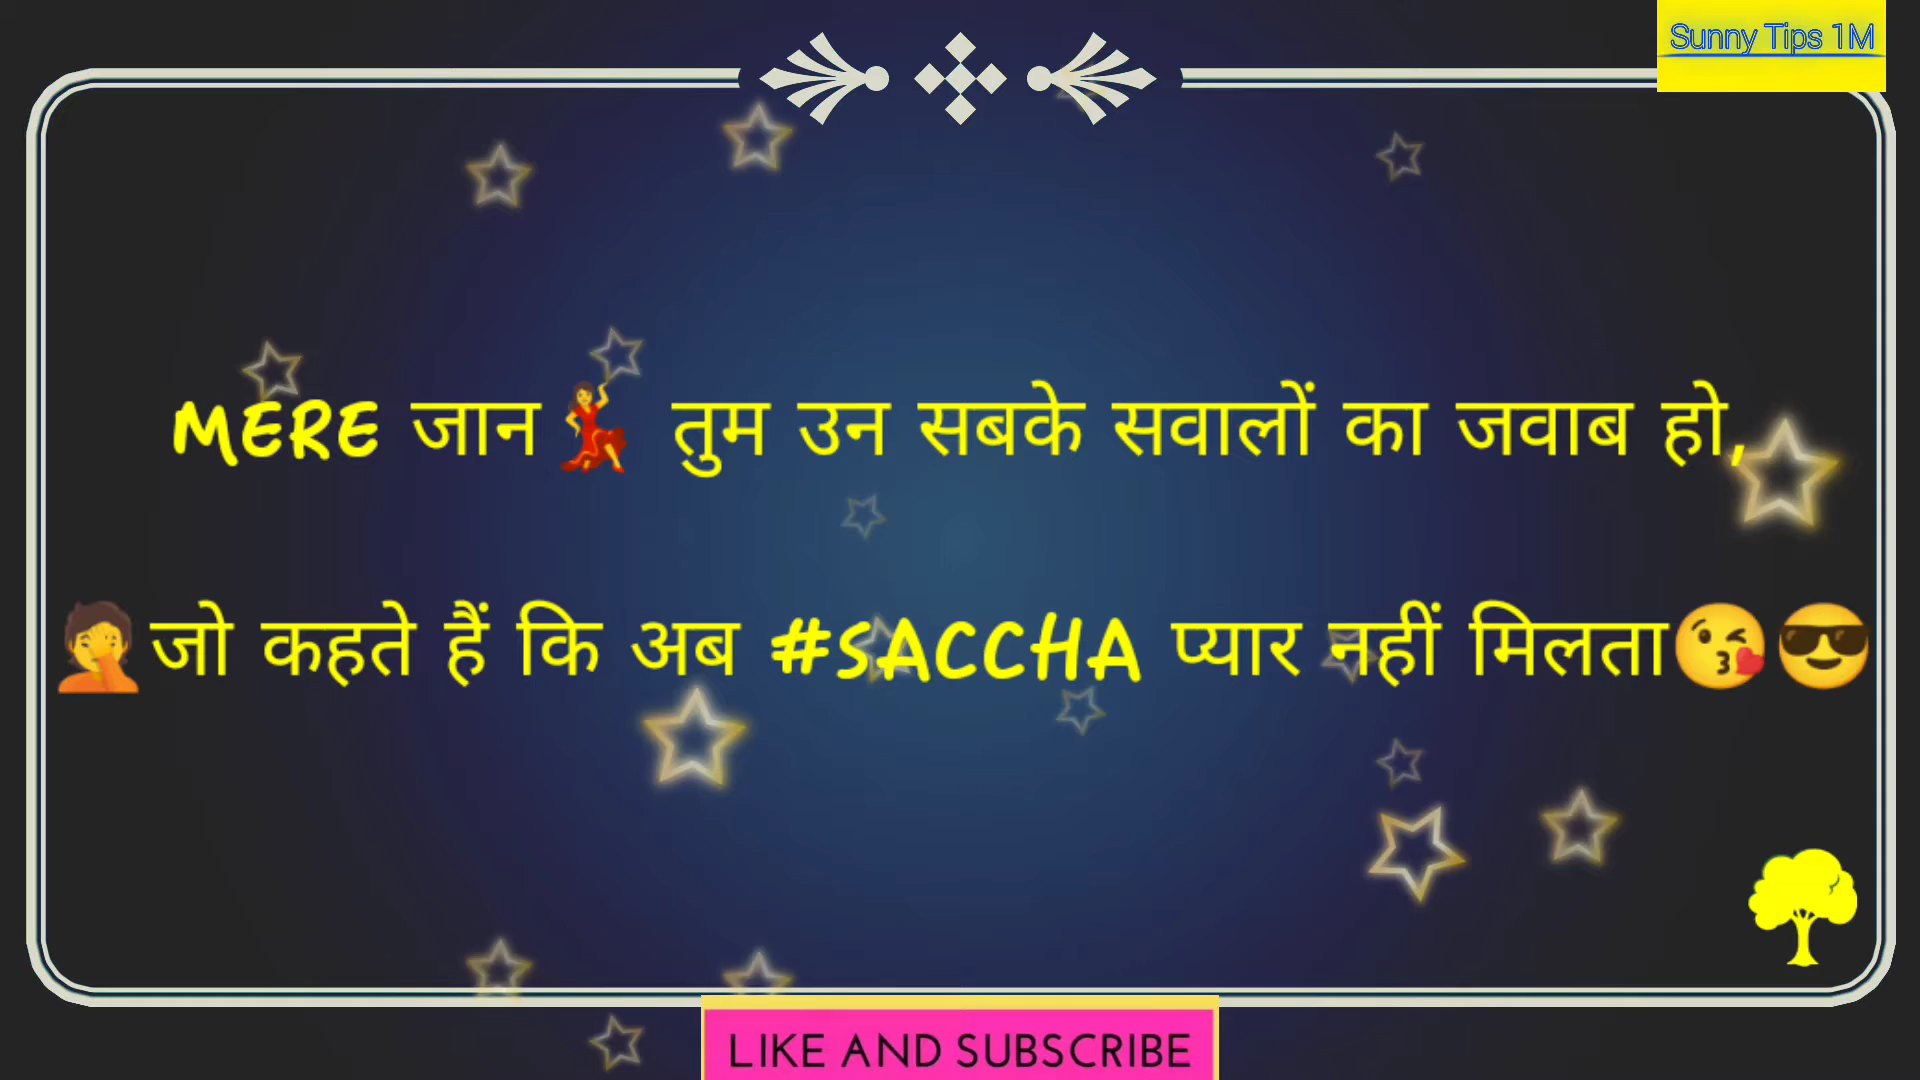 Sunny Tips 1M
MERE जान💃 तुम उन सबके सवालों का जवाब हो,
🤦जो कहते हैं कि अब #SACCHA प्यार नहीं मिलता😘😎
LIKE AND SUBSCRIBE